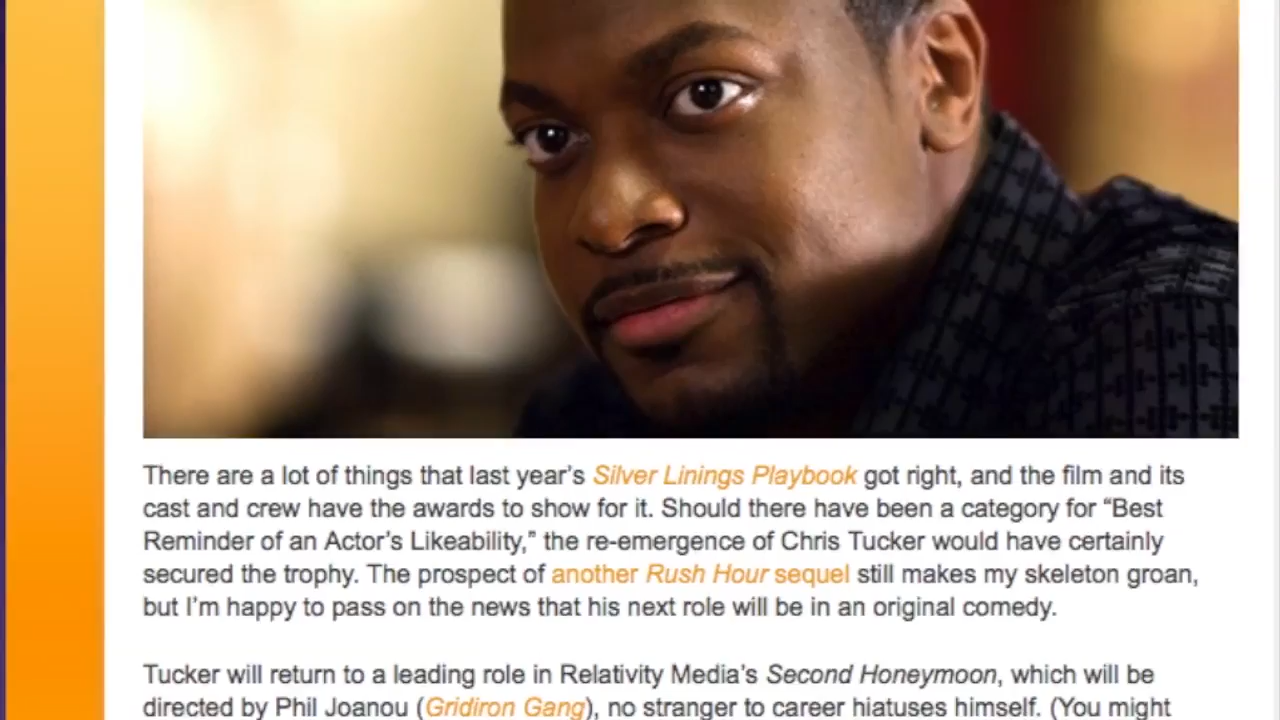 There are a lot of things that last year’s Silver Linings Playbook got right, and the film and its
cast and crew have the awards to show for it. Should there have been a category for “Best
Reminder of an Actor’s Likeability,” the re-emergence of Chris Tucker would have certainly
secured the trophy. The prospect of another Rush Hour sequel still makes my skeleton groan,
but I’m happy to pass on the news that his next role will be in an original comedy.
Tucker will return to a leading role in Relativity Media’s Second Honeymoon, which will be
directed by Phil Joanou (Gridiron Gang), no stranger to career hiatuses himself. (You might